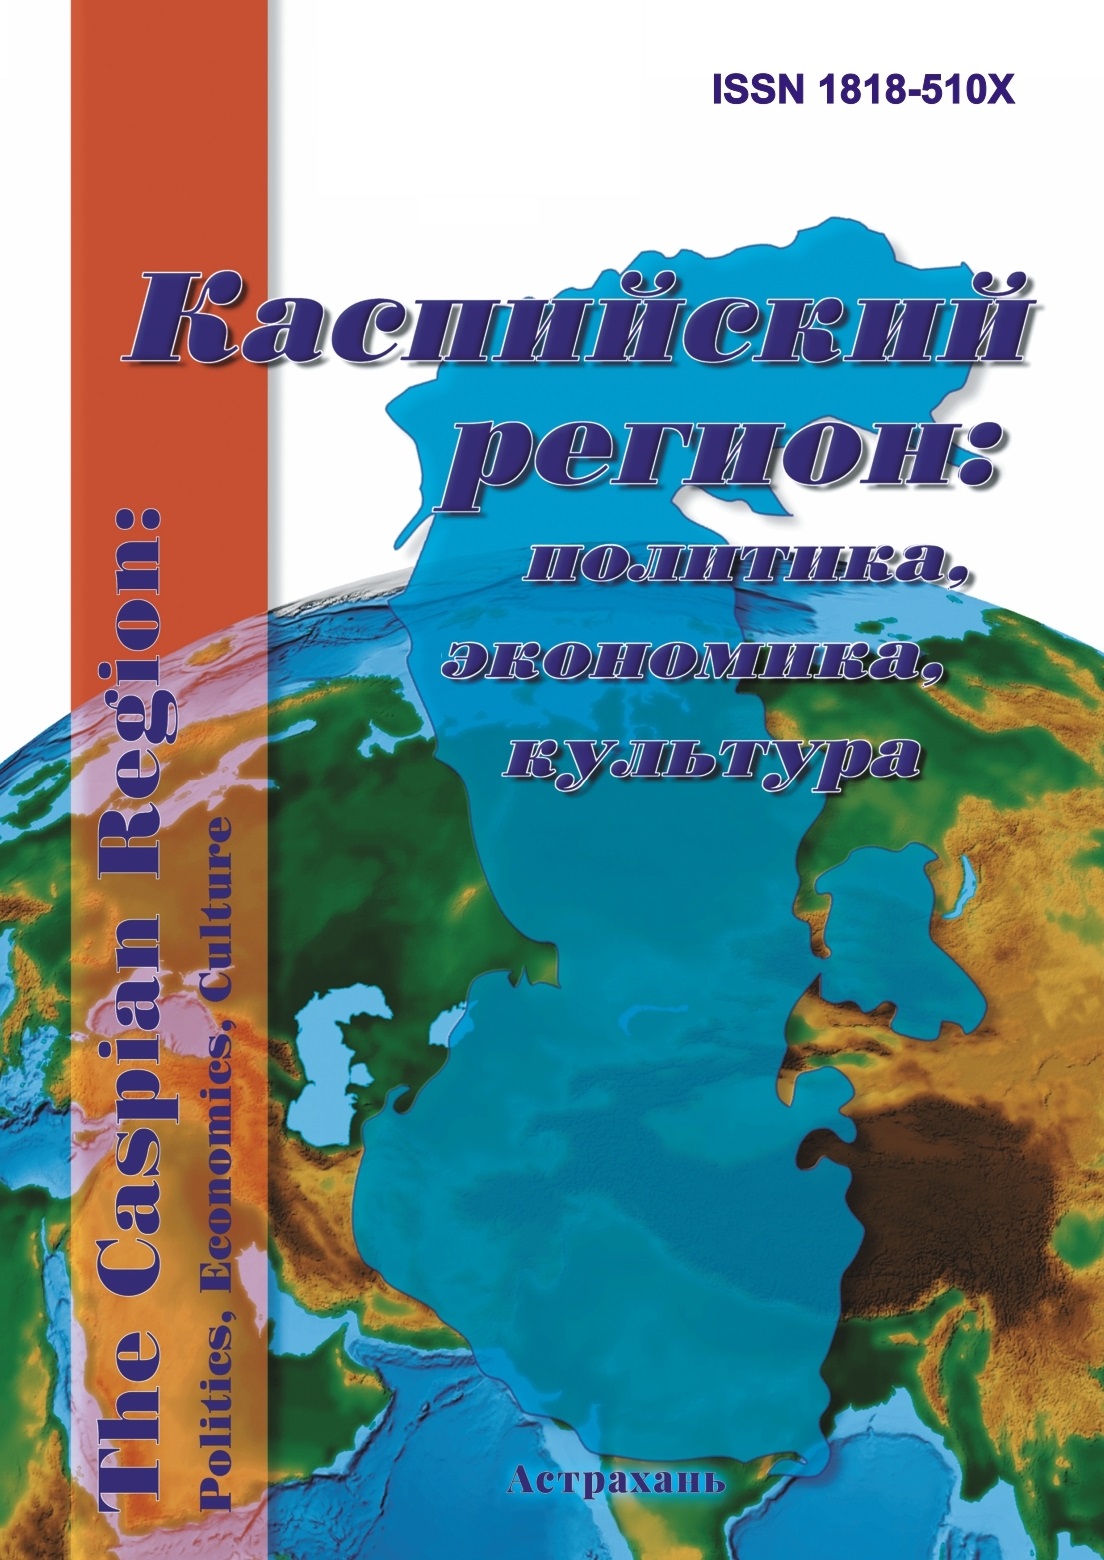 ISSN 1818-510X
Каспийский
регион:
политика,
экономика,
культура
The Caspian Region:
Politics, Economics, Culture
Астрахань